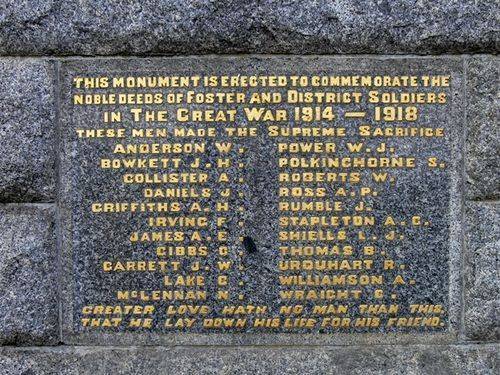 THIS MONUMENT IS ERECTED TO COMMEMORATE THE
NOBLE DEEDS OF FOSTER AND DISTRICT SOLDIERS
IN THE GREAT WAR 1914 — 1918
THESE MEN MADE THE SUPREME SACRIFICE
ANDERSON W. POWER W. J.
BOWKETT J. H. POLKINGHORNE S.
COLLISTER A. ROBERTS W.
DANIELS J. ROSS A. P.
GRIFFITHS A. H. RUMBLE J.
IRVING F. STAPLETON A. C.
JAMES A. E. SHIELLS L. J.
GIBBS G. THOMAS B.
GARRETT J. W. URQUHART R.
LAKE C. WILLIAMSON A.
McLENNAN N. WRAIGHT G.
GREATER LOVE HATH NO MAN THAN THIS,
THAT HE LAY DOWN HIS LIFE FOR HIS FRIEND.